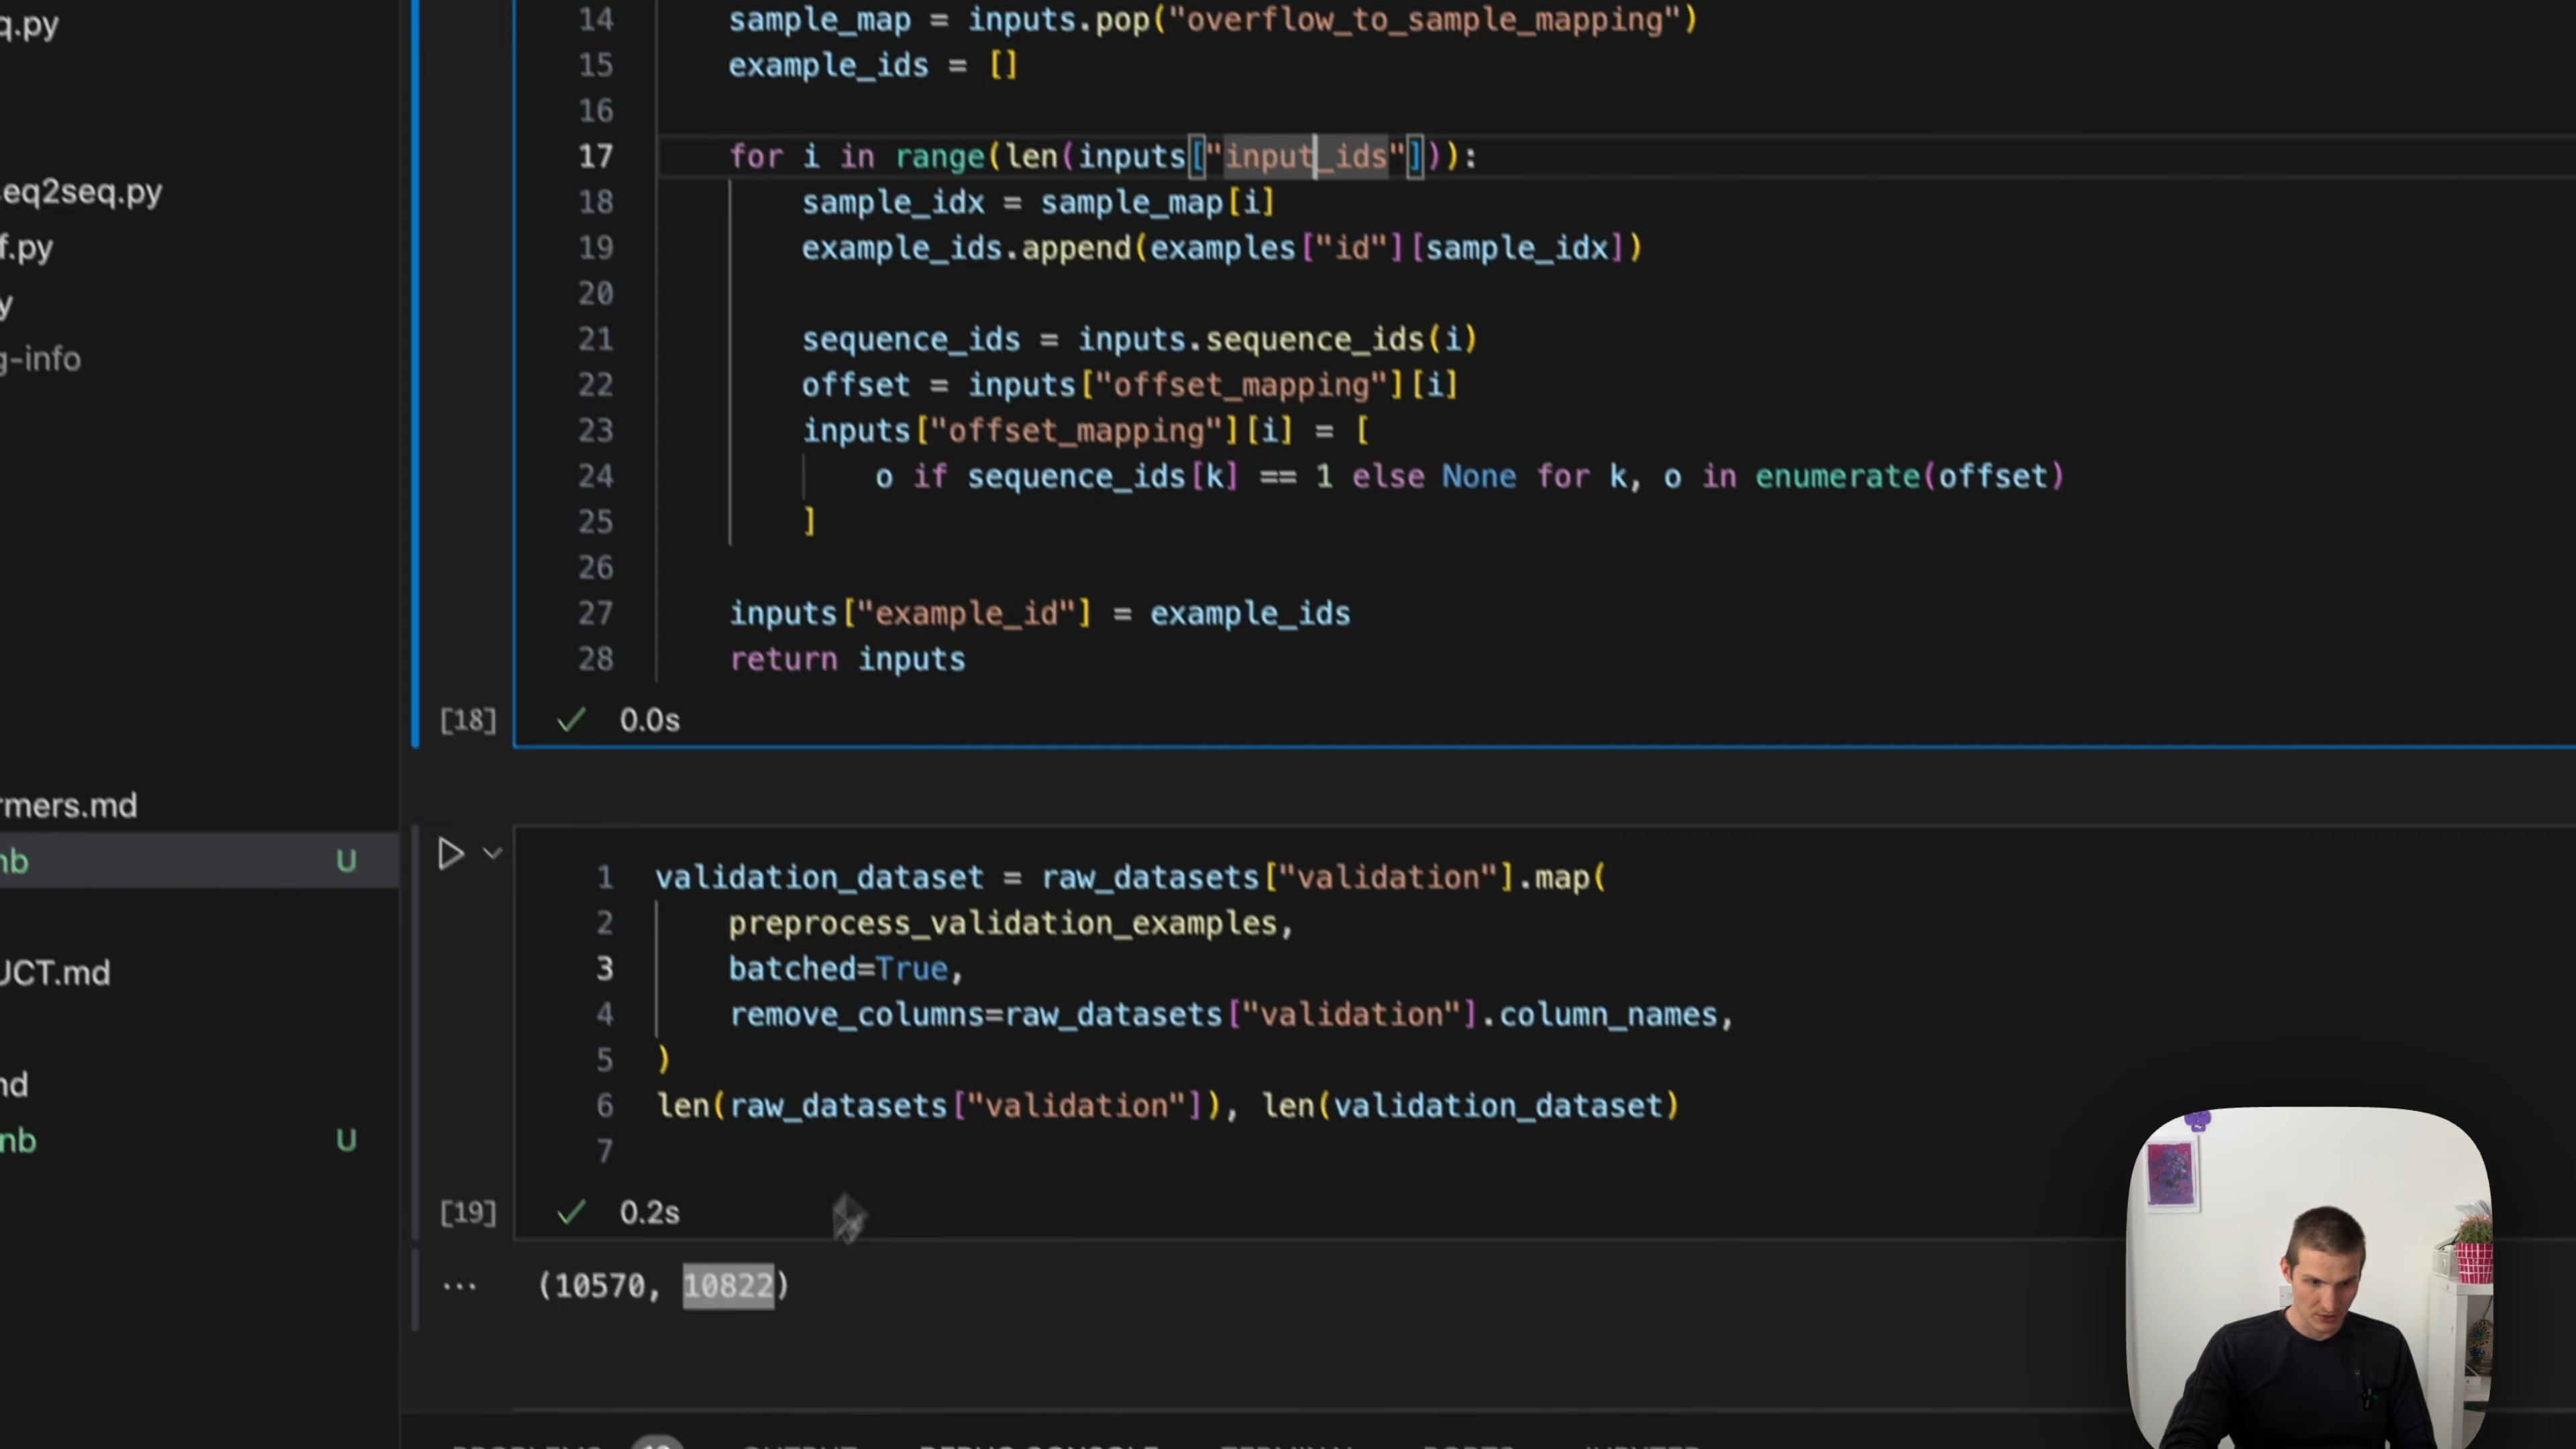 q.py
seq2seq.py
f.py
y
g-info
rmers.md
nb U
UCT.md
nd
nb U
14 sample_map = inputs.pop("overflow_to_sample_mapping")
15 example_ids = []
16
17 for i in range(len(inputs["input_ids"])):
18 sample_idx = sample_map[i]
19 example_ids.append(examples["id"][sample_idx])
20
21 sequence_ids = inputs.sequence_ids(i)
22 offset = inputs["offset_mapping"][i]
23 inputs["offset_mapping"][i] = [
24 o if sequence_ids[k] == 1 else None for k, o in enumerate(offset)
25 ]
26
27 inputs["example_id"] = example_ids
28 return inputs
[18] 0.0s
1 validation_dataset = raw_datasets["validation"].map(
2 preprocess_validation_examples,
3 batched=True,
4 remove_columns=raw_datasets["validation"].column_names,
5 )
6 len(raw_datasets["validation"]), len(validation_dataset)
7
[19] 0.2s
... (10570, 10822)